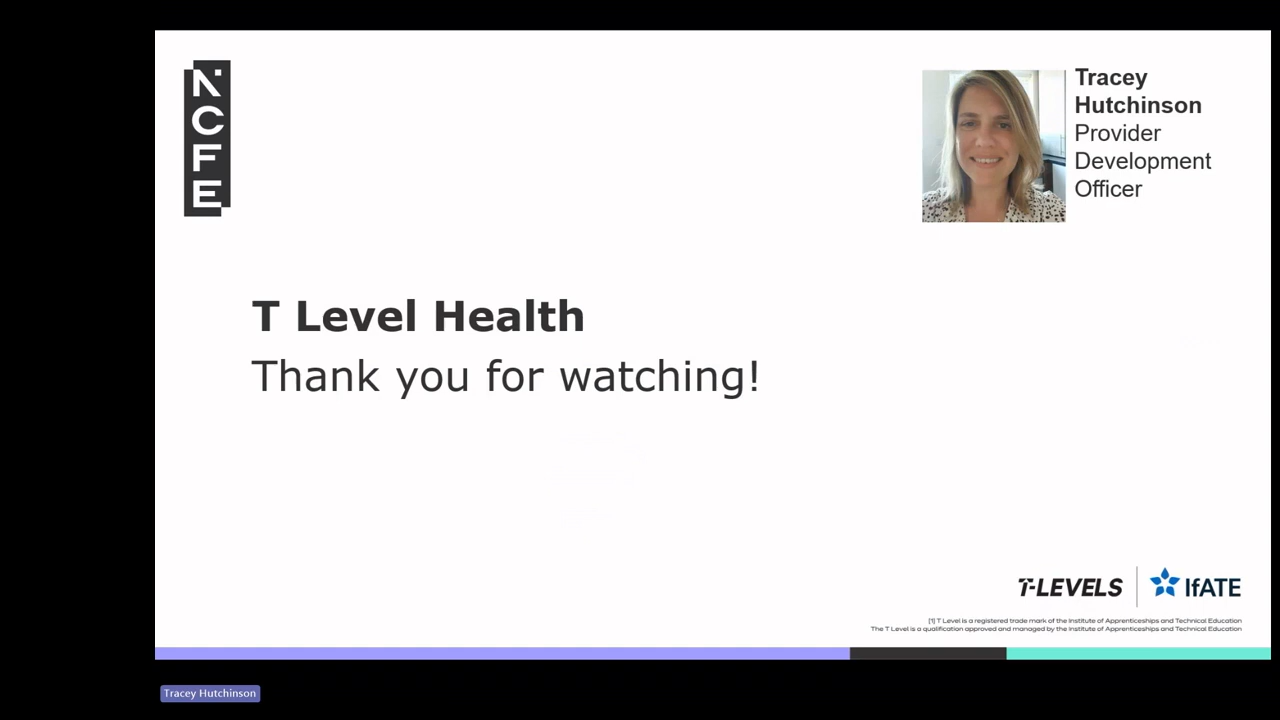 NCFE
Tracey
Hutchinson
Provider
Development
Officer
T Level Health
Thank you for watching!
T-LEVELS
IfATE
[1] T Level is a registered trade mark of the Institute of Apprenticeships and Technical Education
The T Level is a qualification approved and managed by the Institute of Apprenticeships and Technical Education
Tracey Hutchinson